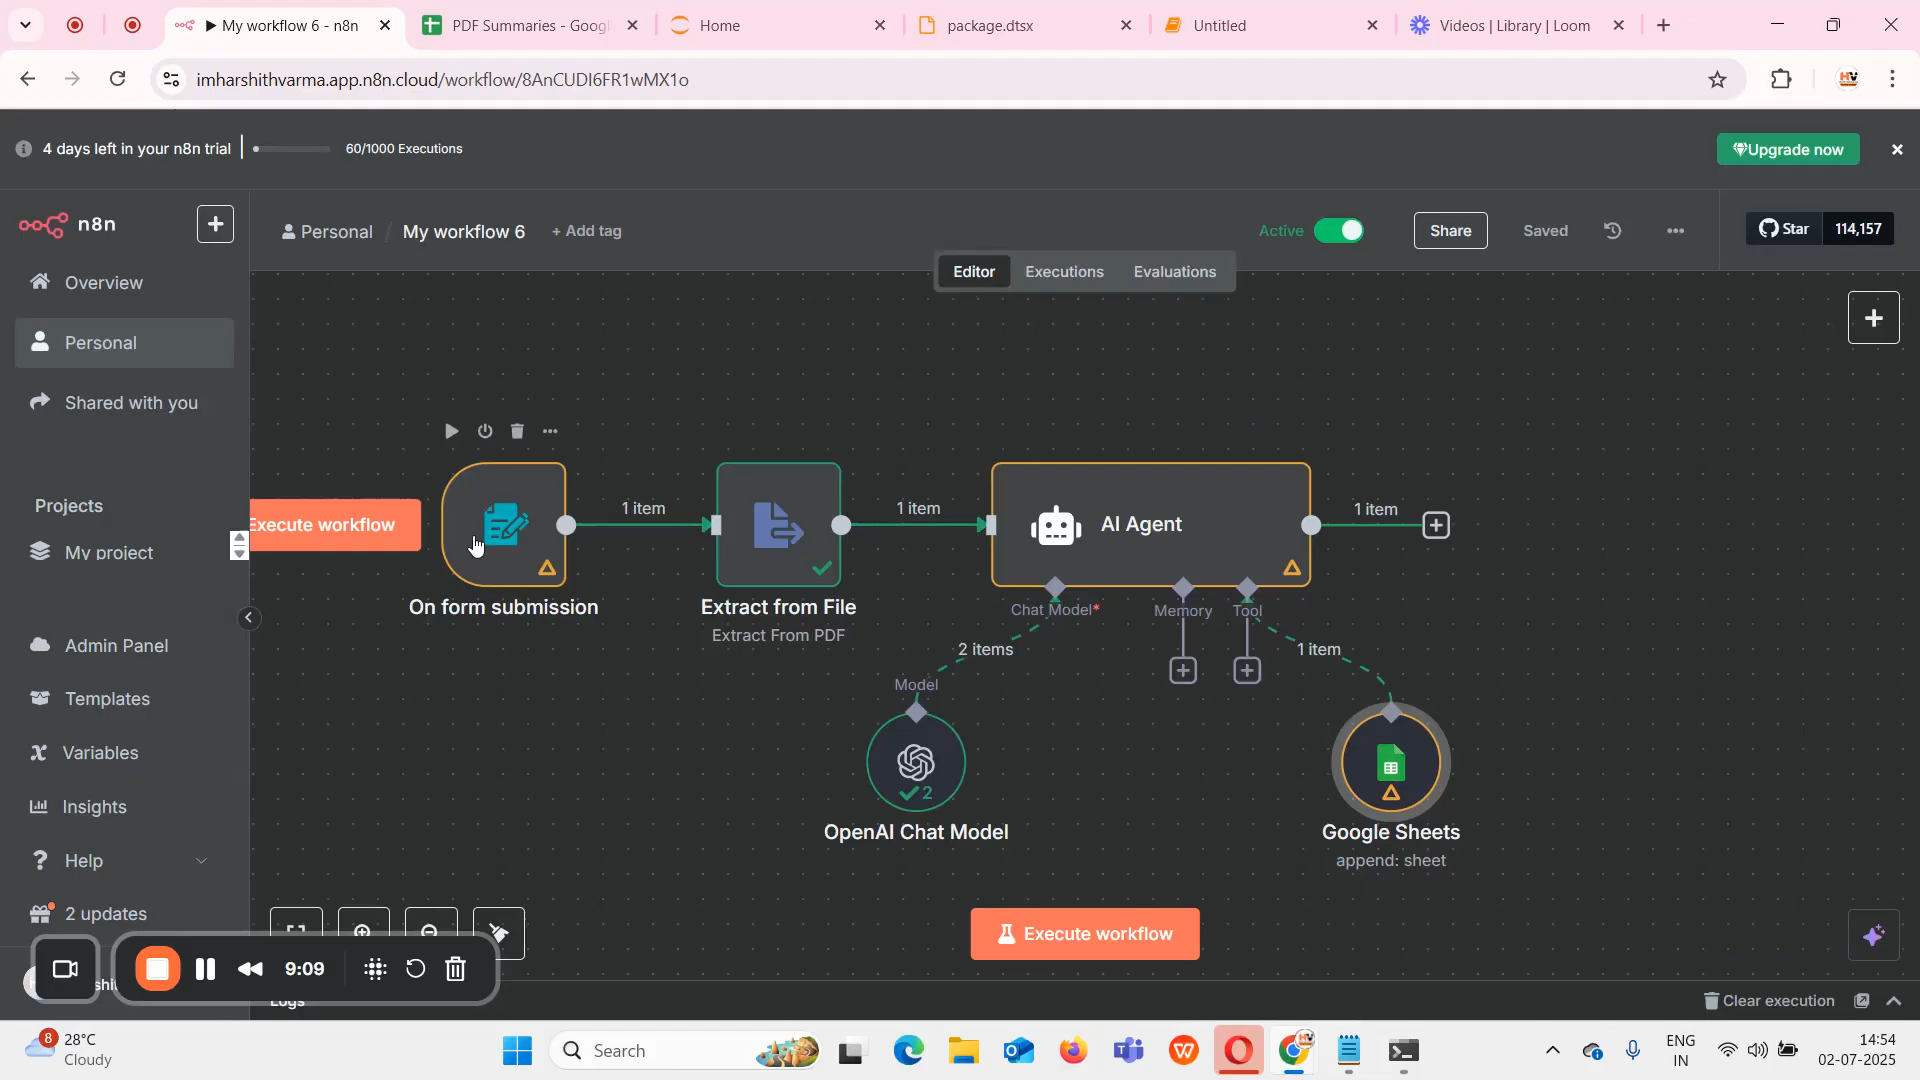 My workflow 6 - n8n
PDF Summaries - Googl
Home
package.dtsx
Untitled
Videos | Library | Loom
imharshithvarma.app.n8n.cloud/workflow/8AnCUDI6FR1wMX1o
4 days left in your n8n trial
60/1000 Executions
Upgrade now
n8n
Personal
/
My workflow 6
+ Add tag
Active
Share
Saved
Star
114,157
Editor
Executions
Evaluations
Overview
Personal
Shared with you
Projects
My project
Admin Panel
Templates
Variables
Insights
Help
2 updates
Execute workflow
1 item
1 item
AI Agent
1 item
On form submission
Extract from File
Extract From PDF
Chat Model*
Memory
Tool
2 items
1 item
Model
2
OpenAI Chat Model
Google Sheets
append: sheet
Execute workflow
9:09
Logs
Clear execution
8
28°C
Cloudy
Search
ENG
IN
14:54
02-07-2025